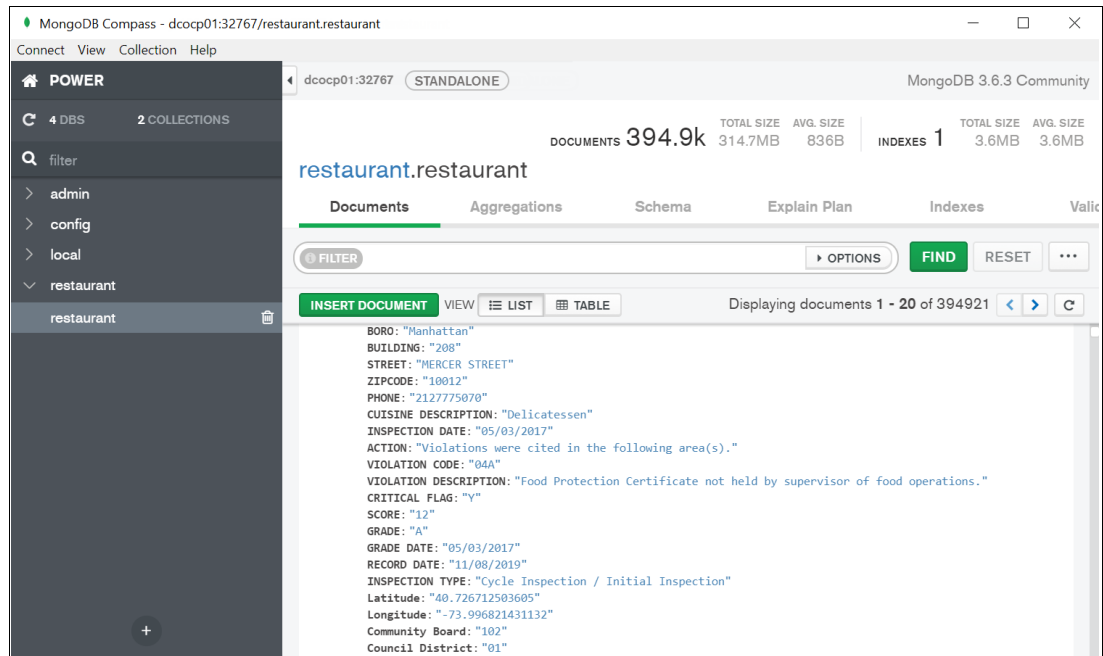 MongoDB Compass - dcocp01:32767/restaurant.restaurant
Connect View Collection Help
POWER
dcocp01:32767 STANDALONE
MongoDB 3.6.3 Community
4 DBS 2 COLLECTIONS
filter
DOCUMENTS 394.9k TOTAL SIZE 314.7MB AVG. SIZE 836B INDEXES 1 TOTAL SIZE 3.6MB AVG. SIZE 3.6MB
restaurant.restaurant
admin
config
local
restaurant
restaurant
Documents Aggregations Schema Explain Plan Indexes Valid
FILTER OPTIONS FIND RESET ...
INSERT DOCUMENT VIEW LIST TABLE Displaying documents 1 - 20 of 394921 < > C
BORO: "Manhattan"
BUILDING: "208"
STREET: "MERCER STREET"
ZIPCODE: "10012"
PHONE: "2127775070"
CUISINE DESCRIPTION: "Delicatessen"
INSPECTION DATE: "05/03/2017"
ACTION: "Violations were cited in the following area(s)."
VIOLATION CODE: "04A"
VIOLATION DESCRIPTION: "Food Protection Certificate not held by supervisor of food operations."
CRITICAL FLAG: "Y"
SCORE: "12"
GRADE: "A"
GRADE DATE: "05/03/2017"
RECORD DATE: "11/08/2019"
INSPECTION TYPE: "Cycle Inspection / Initial Inspection"
Latitude: "40.726712503605"
Longitude: "-73.996821431132"
Community Board: "102"
Council District: "01"